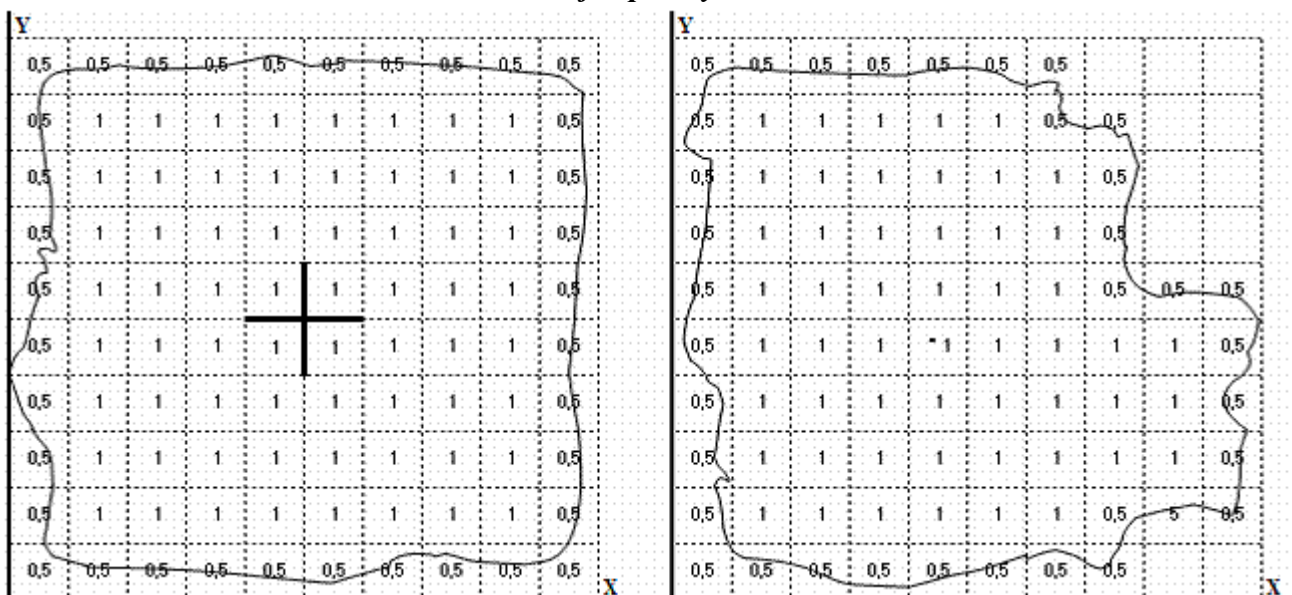 Y
0,5 0,5 0,5 0,5 0,5 0,5 0,5 0,5 0,5 0,5
0,5 1 1 1 1 1 1 1 1 0,5
0,5 1 1 1 1 1 1 1 1 0,5
0,5 1 1 1 1 1 1 1 1 0,5
0,5 1 1 1 1 1 1 1 1 0,5
0,5 1 1 1 1 1 1 1 1 0,5
0,5 1 1 1 1 1 1 1 1 0,5
0,5 1 1 1 1 1 1 1 1 0,5
0,5 1 1 1 1 1 1 1 1 0,5
0,5 0,5 0,5 0,5 0,5 0,5 0,5 0,5 0,5 0,5
X
Y
0,5 0,5 0,5 0,5 0,5 0,5 0,5
0,5 1 1 1 1 1 0,5 0,5
0,5 1 1 1 1 1 1 0,5
0,5 1 1 1 1 1 1 0,5
0,5 1 1 1 1 1 1 0,5 0,5 0,5
0,5 1 1 1 1 1 1 1 1 0,5
0,5 1 1 1 1 1 1 1 1 0,5
0,5 1 1 1 1 1 1 1 1 0,5
0,5 1 1 1 1 1 1 0,5 5 0,5
0,5 0,5 0,5 0,5 0,5 0,5 0,5 0,5
X